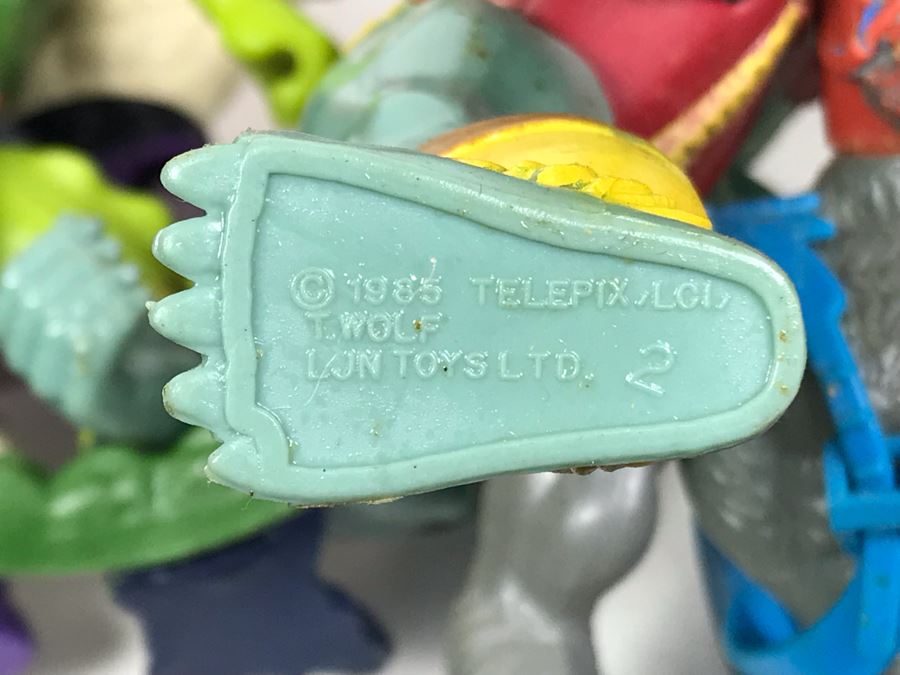 © 1985 TELEPIX, LCI,
T.WOLF
LJN TOYS LTD. 2